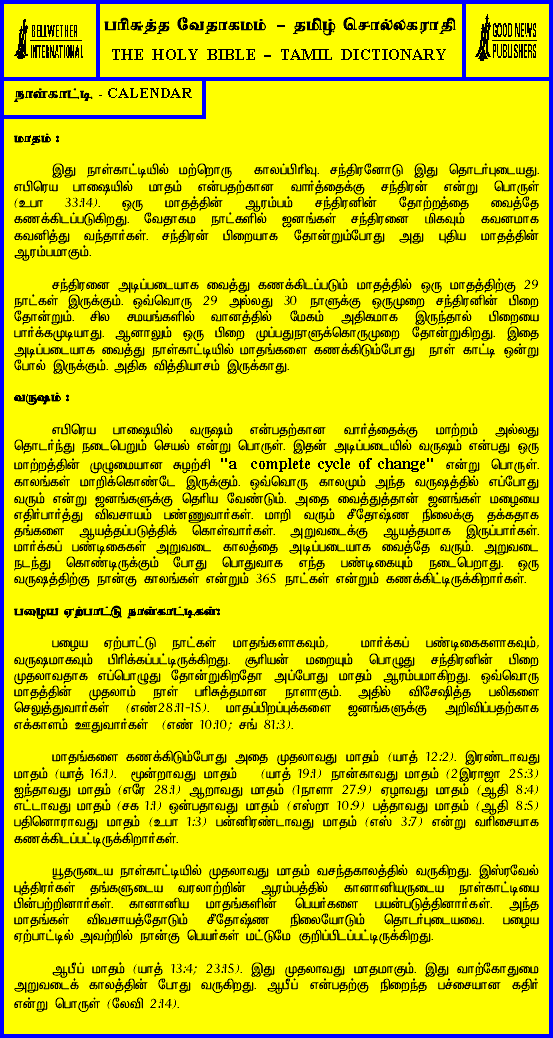 BELLWETHER
INTERNATIONAL
பரிசுத்த வேதாகமம் – தமிழ் சொல்லகராதி
THE HOLY BIBLE – TAMIL DICTIONARY
GOOD NEWS
PUBLISHERS
நாள்காட்டி - CALENDAR
மாதம் :
இது நாள்காட்டியில் மற்றொரு காலப்பிரிவு. சந்திரனோடு இது தொடர்புடையது.
எபிரெய பாஷையில் மாதம் என்பதற்கான வார்த்தைக்கு சந்திரன் என்று பொருள்
(உபா 33:14). ஒரு மாதத்தின் ஆரம்பம் சந்திரனின் தோற்றத்தை வைத்தே
கணக்கிடப்படுகிறது. வேதாகம நாட்களில் ஜனங்கள் சந்திரனை மிகவும் கவனமாக
கவனித்து வந்தார்கள். சந்திரன் பிறையாக தோன்றும்போது அது புதிய மாதத்தின்
ஆரம்பமாகும்.
சந்திரனை அடிப்படையாக வைத்து கணக்கிடப்படும் மாதத்தில் ஒரு மாதத்திற்கு 29
நாட்கள் இருக்கும். ஒவ்வொரு 29 அல்லது 30 நாளுக்கு ஒருமுறை சந்திரனின் பிறை
தோன்றும். சில சமயங்களில் வானத்தில் மேகம் அதிகமாக இருந்தால் பிறையை
பார்க்கமுடியாது. ஆனாலும் ஒரு பிறை முப்பதுநாளுக்கொருமுறை தோன்றுகிறது. இதை
அடிப்படையாக வைத்து நாள்காட்டியில் மாதங்களை கணக்கிடும்போது நாள் காட்டி ஒன்று
போல் இருக்கும். அதிக வித்தியாசம் இருக்காது.
வருஷம் :
எபிரெய பாஷையில் வருஷம் என்பதற்கான வார்த்தைக்கு மாற்றம் அல்லது
தொடர்ந்து நடைபெறும் செயல் என்று பொருள். இதன் அடிப்படையில் வருஷம் என்பது ஒரு
மாற்றத்தின் முழுமையான சுழற்சி "a complete cycle of change" என்று பொருள்.
காலங்கள் மாறிக்கொண்டே இருக்கும். ஒவ்வொரு காலமும் அந்த வருஷத்தில் எப்போது
வரும் என்று ஜனங்களுக்கு தெரிய வேண்டும். அதை வைத்துத்தான் ஜனங்கள் மழையை
எதிர்பார்த்து விவசாயம் பண்ணுவார்கள். மாறி வரும் சீதோஷ்ண நிலைக்கு தக்கதாக
தங்களை ஆயத்தப்படுத்திக் கொள்வார்கள். அறுவடைக்கு ஆயத்தமாக இருப்பார்கள்.
மார்க்கப் பண்டிகைகள் அறுவடை காலத்தை அடிப்படையாக வைத்தே வரும். அறுவடை
நடந்து கொண்டிருக்கும் போது பொதுவாக எந்த பண்டிகையும் நடைபெறாது. ஒரு
வருஷத்திற்கு நான்கு காலங்கள் என்றும் 365 நாட்கள் என்றும் கணக்கிட்டிருக்கிறார்கள்.
பழைய ஏற்பாட்டு நாள்காட்டிகள்:
பழைய ஏற்பாட்டு நாட்கள் மாதங்களாகவும், மார்க்கப் பண்டிகைகளாகவும்,
வருஷமாகவும் பிரிக்கப்பட்டிருக்கிறது. சூரியன் மறையும் பொழுது சந்திரனின் பிறை
முதலாவதாக எப்பொழுது தோன்றுகிறதோ அப்போது மாதம் ஆரம்பமாகிறது. ஒவ்வொரு
மாதத்தின் முதலாம் நாள் பரிசுத்தமான நாளாகும். அதில் விசேஷித்த பலிகளை
செலுத்துவார்கள் (எண்28:11-15). மாதப்பிறப்புக்களை ஜனங்களுக்கு அறிவிப்பதற்காக
எக்காளம் ஊதுவார்கள் (எண் 10:10; சங் 81:3).
மாதங்களை கணக்கிடும்போது அதை முதலாவது மாதம் (யாத் 12:2). இரண்டாவது
மாதம் (யாத் 16:1). மூன்றாவது மாதம் (யாத் 19:1) நான்காவது மாதம் (2இராஜா 25:3)
ஐந்தாவது மாதம் (எரே 28:1) ஆறாவது மாதம் (1நாளா 27:9) ஏழாவது மாதம் (ஆதி 8:4)
எட்டாவது மாதம் (சக 1:1) ஒன்பதாவது மாதம் (எஸ்றா 10:9) பத்தாவது மாதம் (ஆதி 8:5)
பதினொராவது மாதம் (உபா 1:3) பன்னிரண்டாவது மாதம் (எஸ் 3:7) என்று வரிசையாக
கணக்கிடப்பட்டிருக்கிறார்கள்.
யூதருடைய நாள்காட்டியில் முதலாவது மாதம் வசந்தகாலத்தில் வருகிறது. இஸ்ரவேல்
புத்திரர்கள் தங்களுடைய வரலாற்றின் ஆரம்பத்தில் கானானியருடைய நாள்காட்டியை
பின்பற்றினார்கள். கானானிய மாதங்களின் பெயர்களை பயன்படுத்தினார்கள். அந்த
மாதங்கள் விவசாயத்தோடும் சீதோஷ்ண நிலையோடும் தொடர்புடையவை. பழைய
ஏற்பாட்டில் அவற்றில் நான்கு பெயர்கள் மட்டுமே குறிப்பிடப்பட்டிருக்கிறது.
ஆபீப் மாதம் (யாத் 13:4; 23:15). இது முதலாவது மாதமாகும். இது வாற்கோதுமை
அறுவடைக் காலத்தின் போது வருகிறது. ஆபீப் என்பதற்கு நிறைந்த பச்சையான கதிர்
என்று பொருள் (லேவி 2:14).